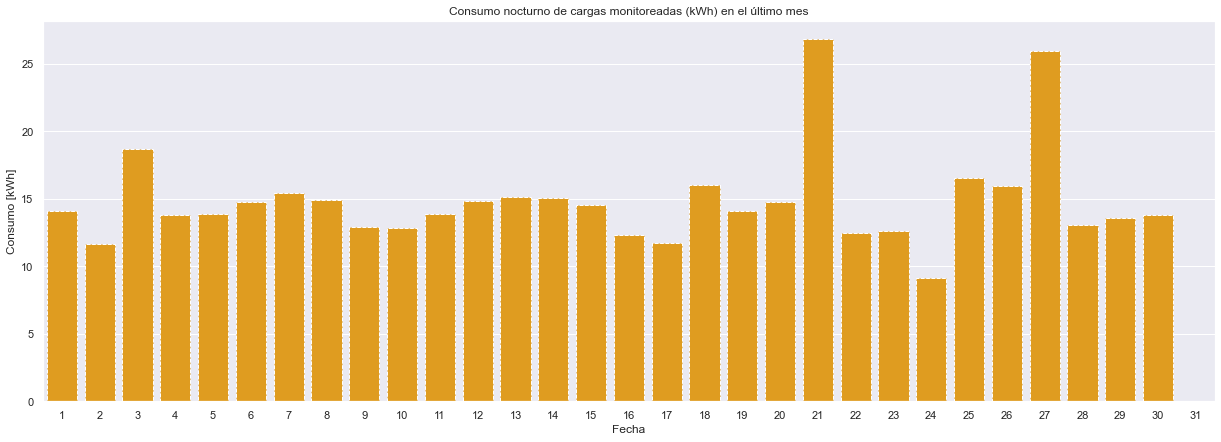 Consumo nocturno de cargas monitoreadas (kWh) en el último mes
Consumo [kWh]
25
20
15
10
5
0
1 2 3 4 5 6 7 8 9 10 11 12 13 14 15 16 17 18 19 20 21 22 23 24 25 26 27 28 29 30 31
Fecha